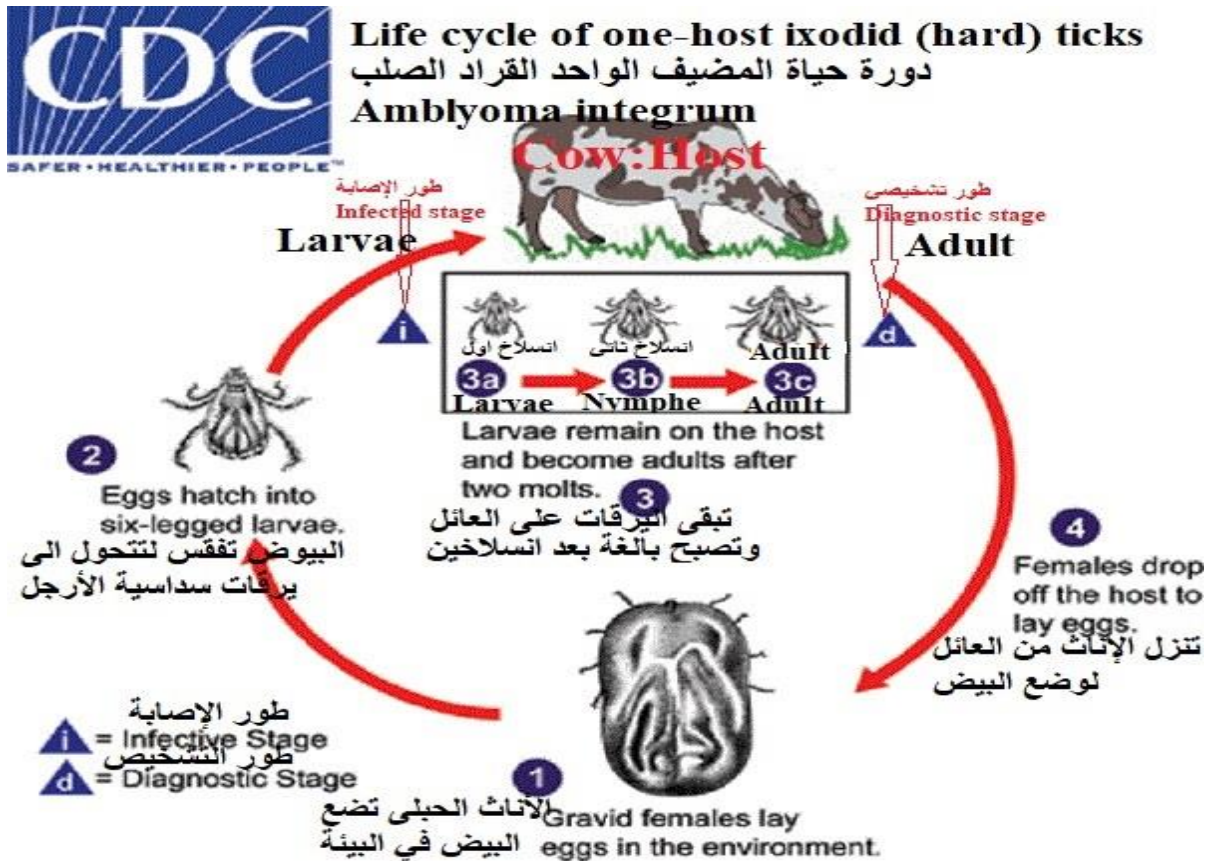 CDC
SAFER•HEALTHIER•PEOPLE™
Life cycle of one-host ixodid (hard) ticks
دورة حياة المضيف الواحد القراد الصلب
Amblyoma integrum
Cow:Host
طور الإصابة
Infected stage
Larvae
طور تشخيصى
Diagnostic stage
Adult
i
d
انسلاخ اول
انسلاخ ثانى
Adult
3a
3b
3c
Larvae
Nymphe
Adult
Larvae remain on the host
and become adults after
two molts.
3
تبقى اليرقات على العائل
وتصبح بالغة بعد انسلاخين
2
Eggs hatch into
six-legged larvae.
البيوض تفقس لتتحول الى
يرقات سداسية الأرجل
4
Females drop
off the host to
lay eggs.
تنزل الإناث من العائل
لوضع البيض
طور الإصابة
i = Infective Stage
طور التشخيص
d = Diagnostic Stage
1
الأناث الحبلى تضع
البيض في البيئة
Gravid females lay
eggs in the environment.